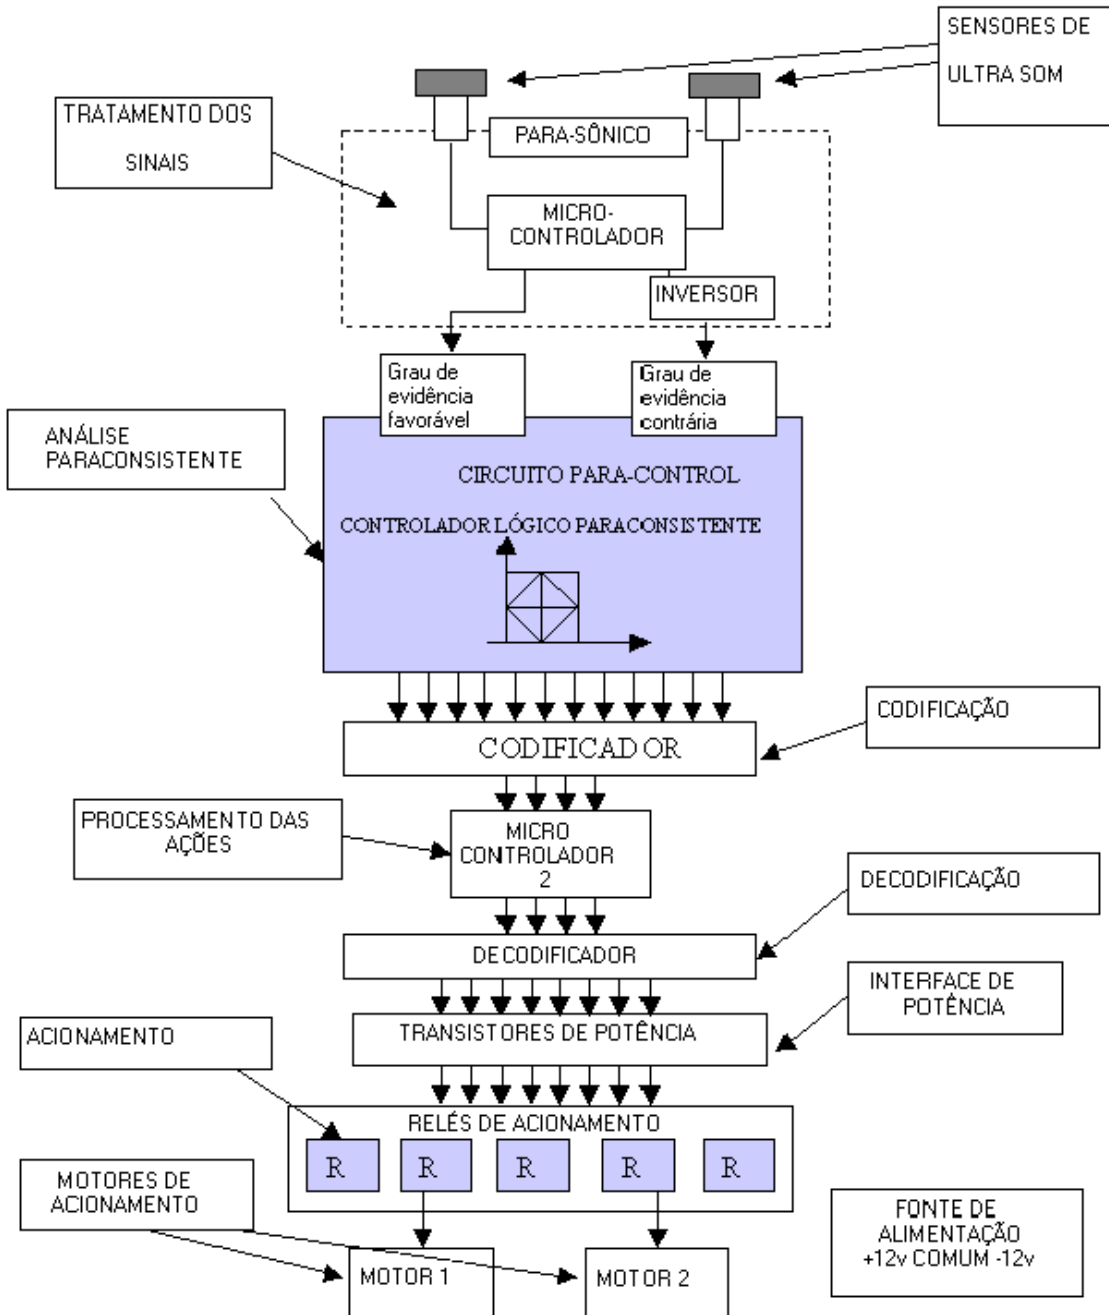 SENSORES DE
ULTRA SOM
TRATAMENTO DOS
SINAIS
PARA-SÔNICO
MICRO-
CONTROLADOR
INVERSOR
Grau de
evidência
favorável
Grau de
evidência
contrária
ANÁLISE
PARACONSISTENTE
CIRCUITO PARA-CONTROL
CONTROLADOR LÓGICO PARACONSISTENTE
CODIFICAÇÃO
CODIFICADOR
PROCESSAMENTO DAS
AÇÕES
MICRO
CONTROLADOR
2
DECODIFICAÇÃO
DECODIFICADOR
INTERFACE DE
POTÊNCIA
TRANSISTORES DE POTÊNCIA
ACIONAMENTO
RELÉS DE ACIONAMENTO
R R R R R
MOTORES DE
ACIONAMENTO
FONTE DE
ALIMENTAÇÃO
+12v COMUM -12v
MOTOR 1
MOTOR 2